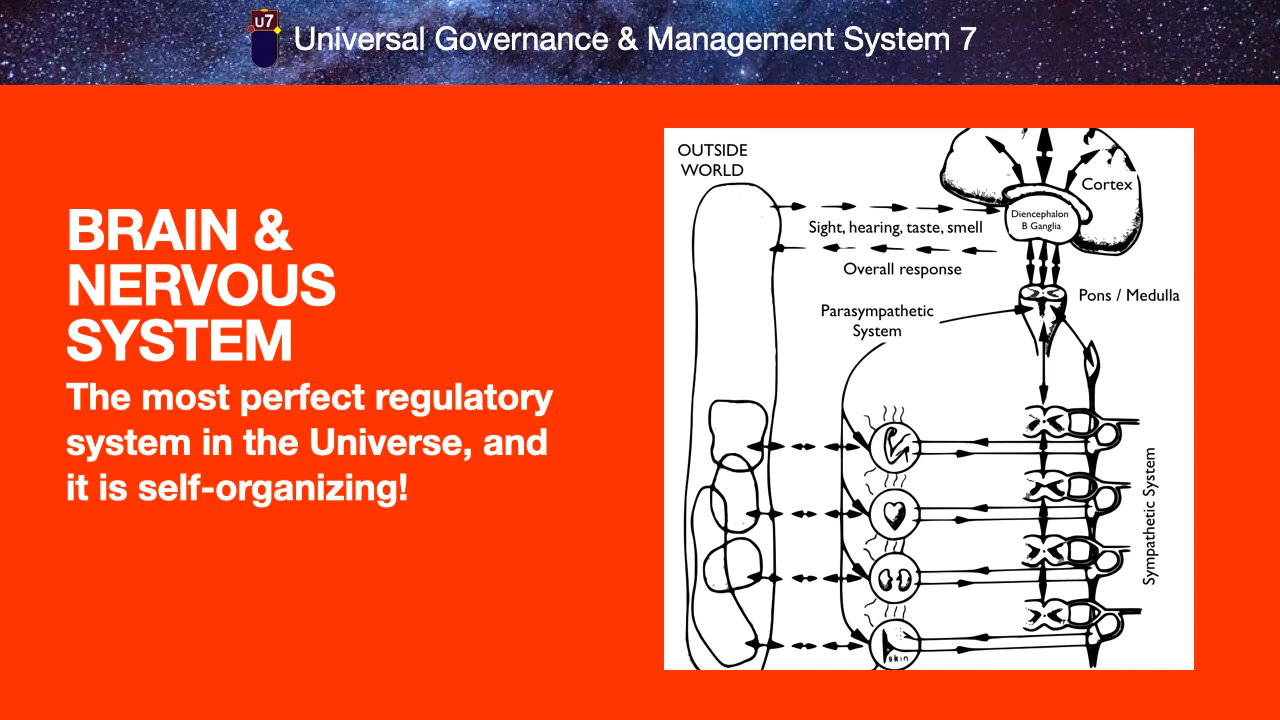 U7
Universal Governance & Management System 7
BRAIN &
NERVOUS
SYSTEM
The most perfect regulatory
system in the Universe, and
it is self-organizing!
OUTSIDE
WORLD
Cortex
Diencephalon
B Ganglia
Sight, hearing, taste, smell
Overall response
Pons / Medulla
Parasympathetic
System
Sympathetic System
skin